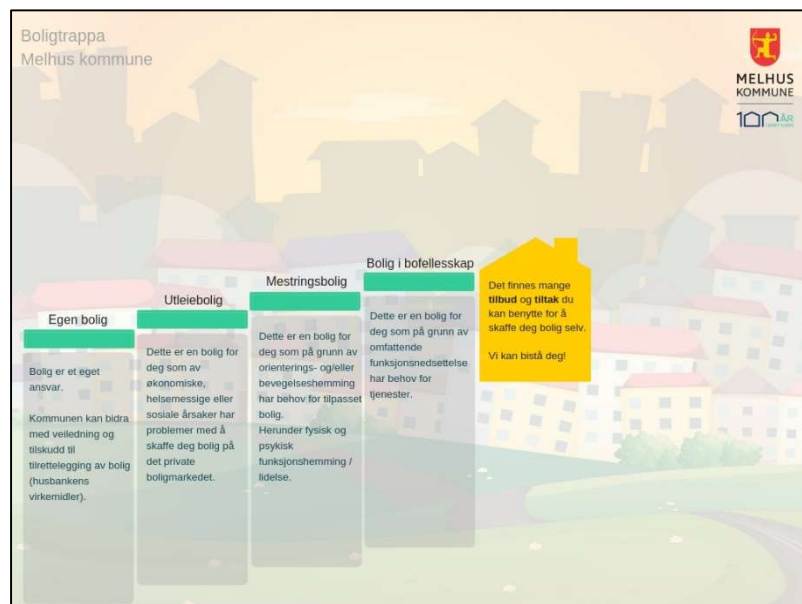 Boligtrappa
Melhus kommune
MELHUS
KOMMUNE
100 ÅR
Egen bolig
Bolig er et eget
ansvar.
Kommunen kan bidra
med veiledning og
tilskudd til
tilrettelegging av bolig
(husbankens
virkemidler).
Utleiebolig
Dette er en bolig for
deg som av
økonomiske,
helsemessige eller
sosiale årsaker har
problemer med å
skaffe deg bolig på
det private
boligmarkedet.
Mestringsbolig
Dette er en bolig for
deg som på grunn av
orienterings- og/eller
bevegelseshemming
har behov for tilpasset
bolig.
Herunder fysisk og
psykisk
funksjonshemming /
lidelse.
Bolig i bofellesskap
Dette er en bolig for
deg som på grunn av
omfattende
funksjonsnedsettelse
har behov for
tjenester.
Det finnes mange
tilbud og tiltak du
kan benytte for å
skaffe deg bolig selv.
Vi kan bistå deg!